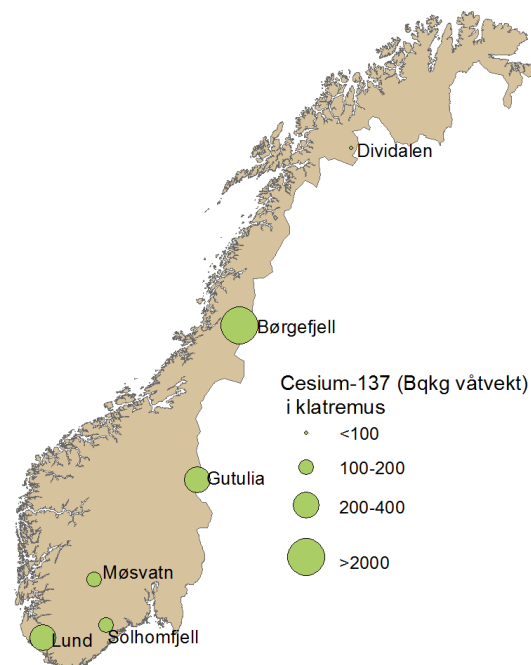 Dividalen
Børgefjell
Cesium-137 (Bqkg våtvekt)
i klatremus
<100
100-200
200-400
>2000
Gutulia
Møsvatn
Solhomfjell
Lund